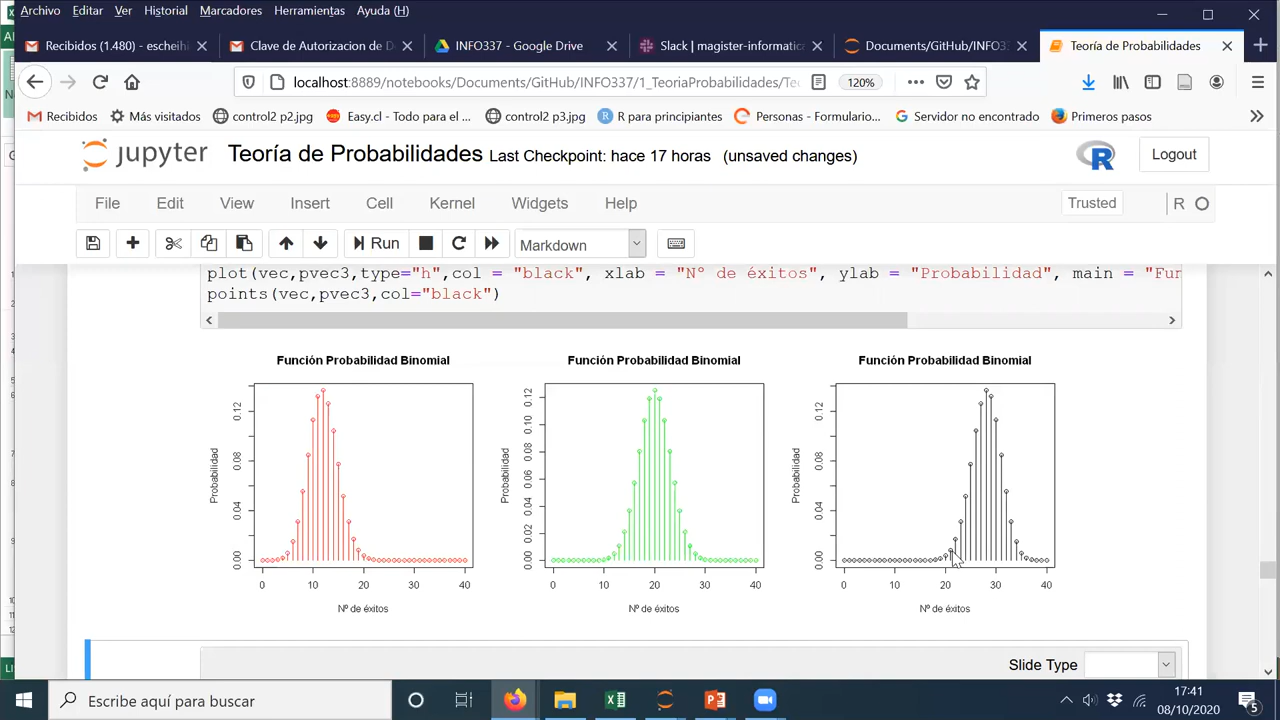 Archivo Editar Ver Historial Marcadores Herramientas Ayuda (H)
Recibidos (1.480) - escheihi
Clave de Autorización de D
INFO337 - Google Drive
Slack | magister-informatica
Documents/GitHub/INFO33
Teoría de Probabilidades
localhost:8889/notebooks/Documents/GitHub/INFO337/1_TeoriaProbabilidades/Te
120%
Recibidos
Más visitados
control2 p2.jpg
Easy.cl - Todo para el ...
control2 p3.jpg
R para principiantes
Personas - Formulario...
Servidor no encontrado
Primeros pasos
jupyter Teoría de Probabilidades Last Checkpoint: hace 17 horas (unsaved changes)
R
Logout
File Edit View Insert Cell Kernel Widgets Help
Trusted
R
Run
Markdown
plot(vec,pvec3,type="h",col = "black", xlab = "Nº de éxitos", ylab = "Probabilidad", main = "Fun
points(vec,pvec3,col="black")
Función Probabilidad Binomial
Probabilidad
0.12
0.08
0.04
0.00
0 10 20 30 40
Nº de éxitos
Función Probabilidad Binomial
Probabilidad
0.12
0.10
0.08
0.06
0.04
0.02
0.00
0 10 20 30 40
Nº de éxitos
Función Probabilidad Binomial
Probabilidad
0.12
0.08
0.04
0.00
0 10 20 30 40
Nº de éxitos
Slide Type
Escribe aquí para buscar
17:41
08/10/2020
5